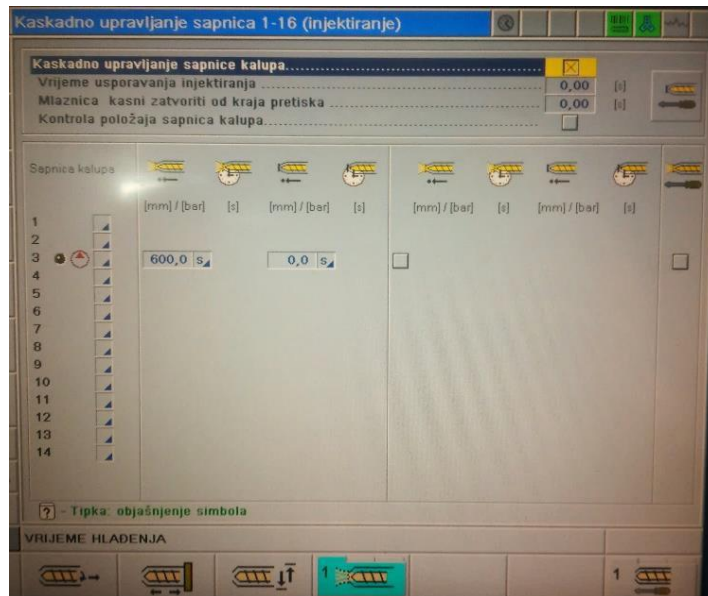 Kaskadno upravljanje sapnica 1-16 (injektiranje)
Kaskadno upravljanje sapnice kalupa
Vrijeme usporavanja injektiranja 0,00 [s]
Mlaznica kasni zatvoriti od kraja pretiska 0,00 [s]
Kontrola položaja sapnica kalupa
Sapnica kalupa
[mm] / [bar] [s] [mm] / [bar] [s] [mm] / [bar] [s] [mm] / [bar] [s]
1
2
3 600,0 s 0,0 s
4
5
6
7
8
9
10
11
12
13
14
? - Tipka: objašnjenje simbola
VRIJEME HLAĐENJA
1 1